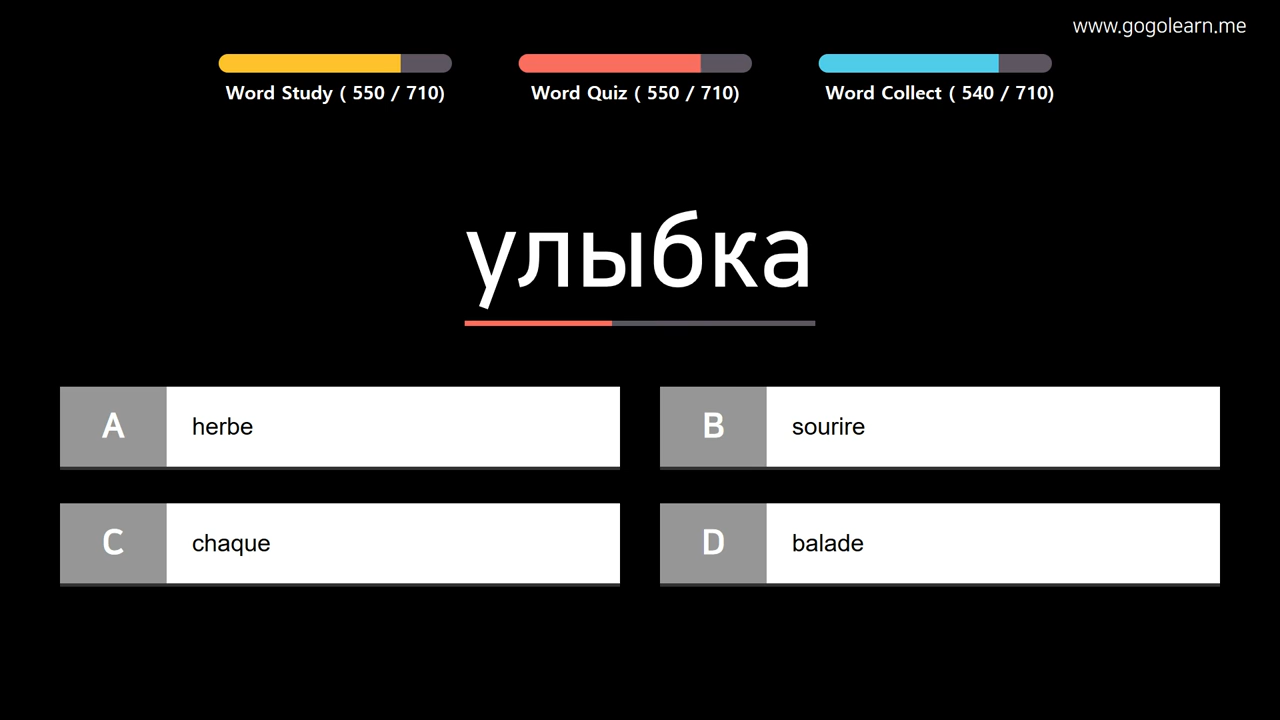 www.gogolearn.me
Word Study ( 550 / 710)
Word Quiz ( 550 / 710)
Word Collect ( 540 / 710)
улыбка
A herbe
B sourire
C chaque
D balade